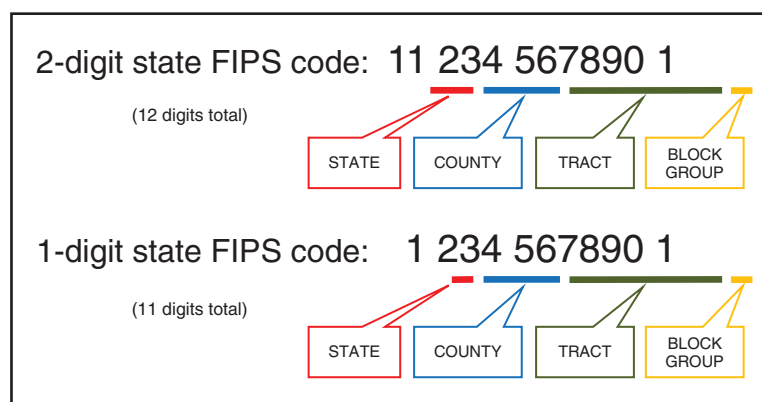 2-digit state FIPS code: 11 234 567890 1
(12 digits total)
STATE COUNTY TRACT BLOCK GROUP
1-digit state FIPS code: 1 234 567890 1
(11 digits total)
STATE COUNTY TRACT BLOCK GROUP